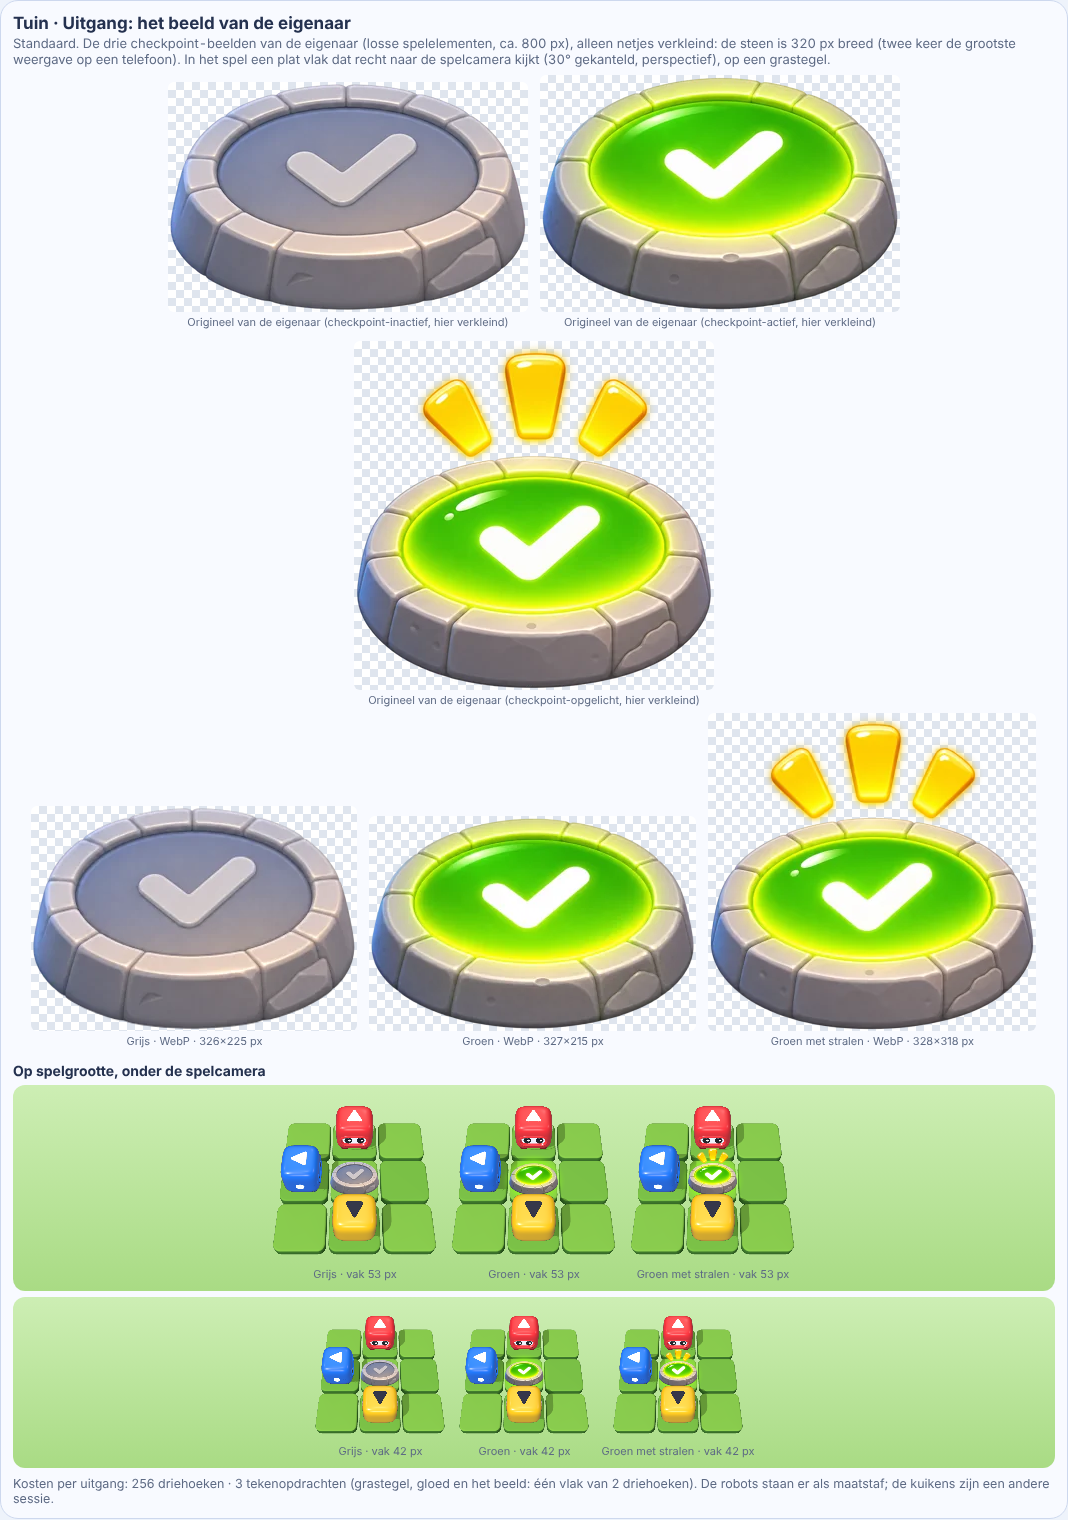 Tuin · Uitgang: het beeld van de eigenaar
Standaard. De drie checkpoint-beelden van de eigenaar (losse spelelementen, ca. 800 px), alleen netjes verkleind: de steen is 320 px breed (twee keer de grootste
weergave op een telefoon). In het spel een plat vlak dat recht naar de spelcamera kijkt (30° gekanteld, perspectief), op een grastegel.
Origineel van de eigenaar (checkpoint-inactief, hier verkleind)
Origineel van de eigenaar (checkpoint-actief, hier verkleind)
Origineel van de eigenaar (checkpoint-opgelicht, hier verkleind)
Grijs · WebP · 326×225 px
Groen · WebP · 327×215 px
Groen met stralen · WebP · 328×318 px
Op spelgrootte, onder de spelcamera
Grijs · vak 53 px
Groen · vak 53 px
Groen met stralen · vak 53 px
Grijs · vak 42 px
Groen · vak 42 px
Groen met stralen · vak 42 px
Kosten per uitgang: 256 driehoeken · 3 tekenopdrachten (grastegel, gloed en het beeld: één vlak van 2 driehoeken). De robots staan er als maatstaf; de kuikens zijn een andere
sessie.